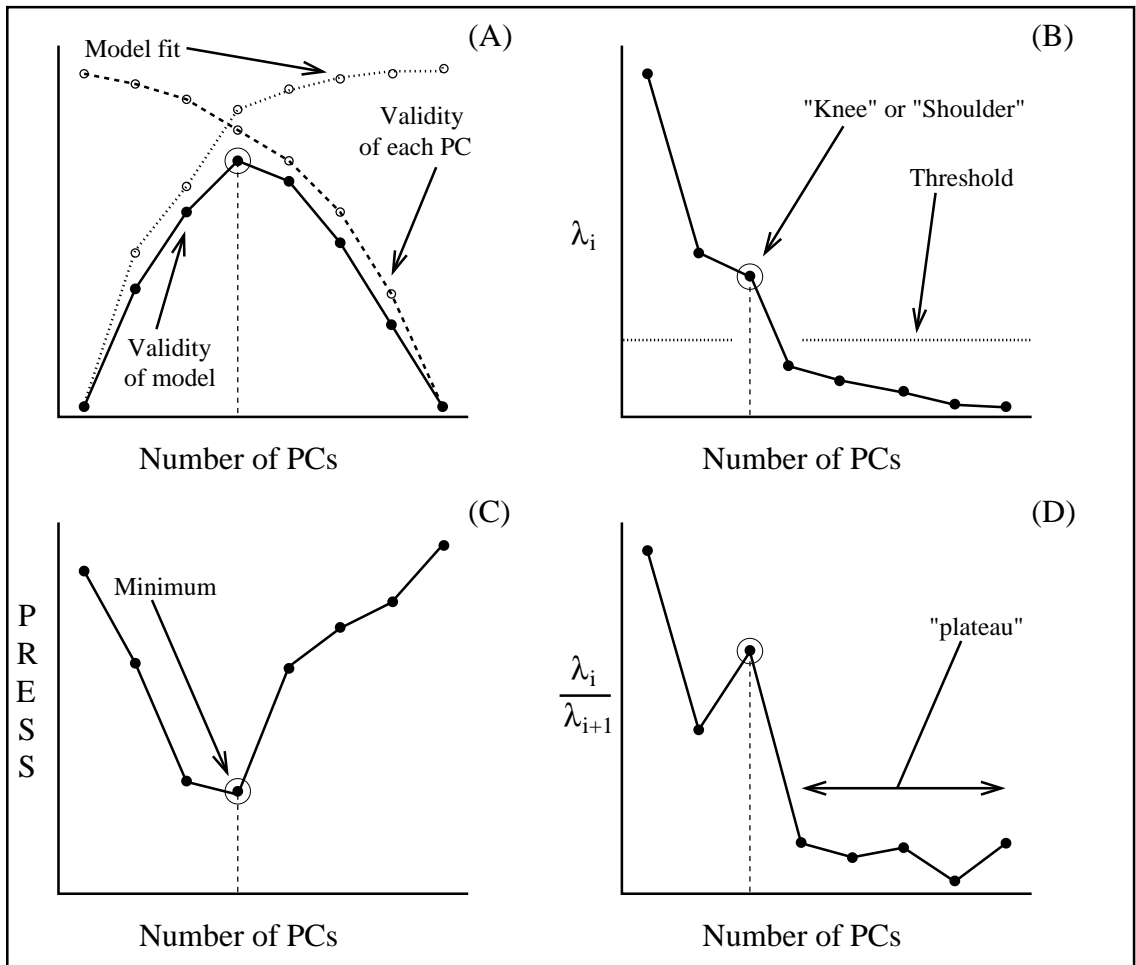 (A)
Model fit
Validity
of each PC
Validity
of model
Number of PCs
(B)
"Knee" or "Shoulder"
Threshold
λi
Number of PCs
(C)
Minimum
P
R
E
S
S
Number of PCs
(D)
"plateau"
λi
λi+1
Number of PCs